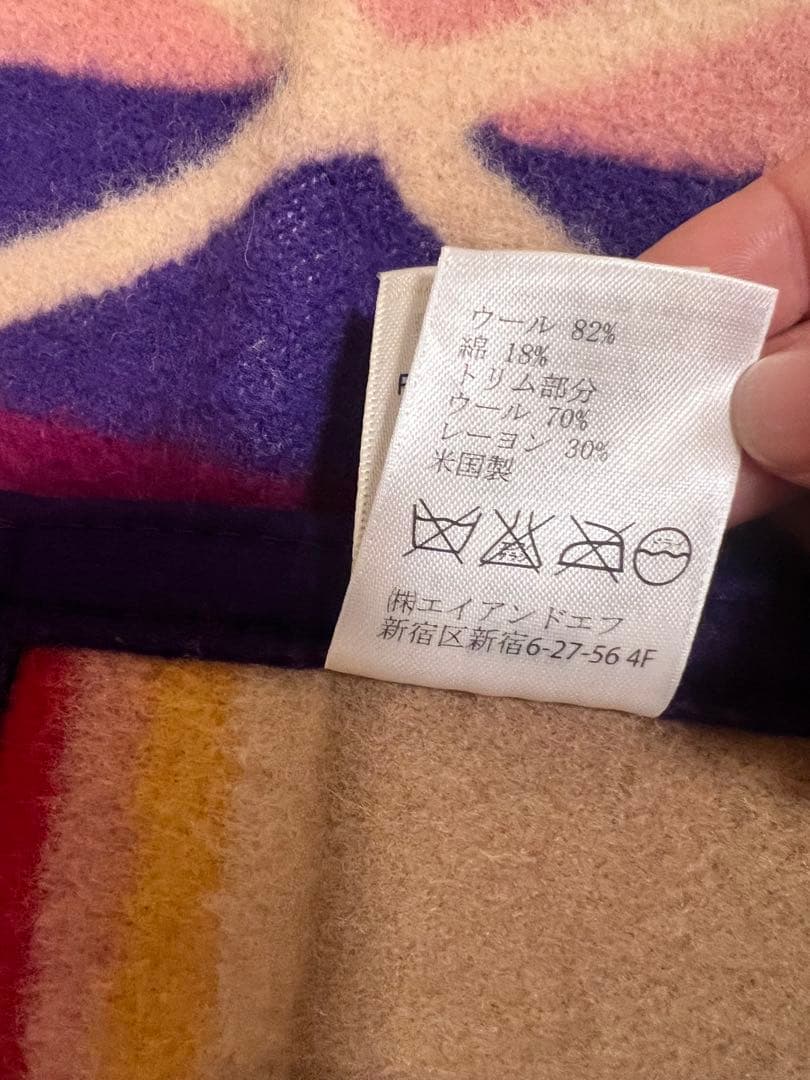 ウール 82%
綿 18%
トリム部分
ウール 70%
レーヨン 30%
米国製
㈱エイアンドエフ
新宿区新宿6-27-56 4F